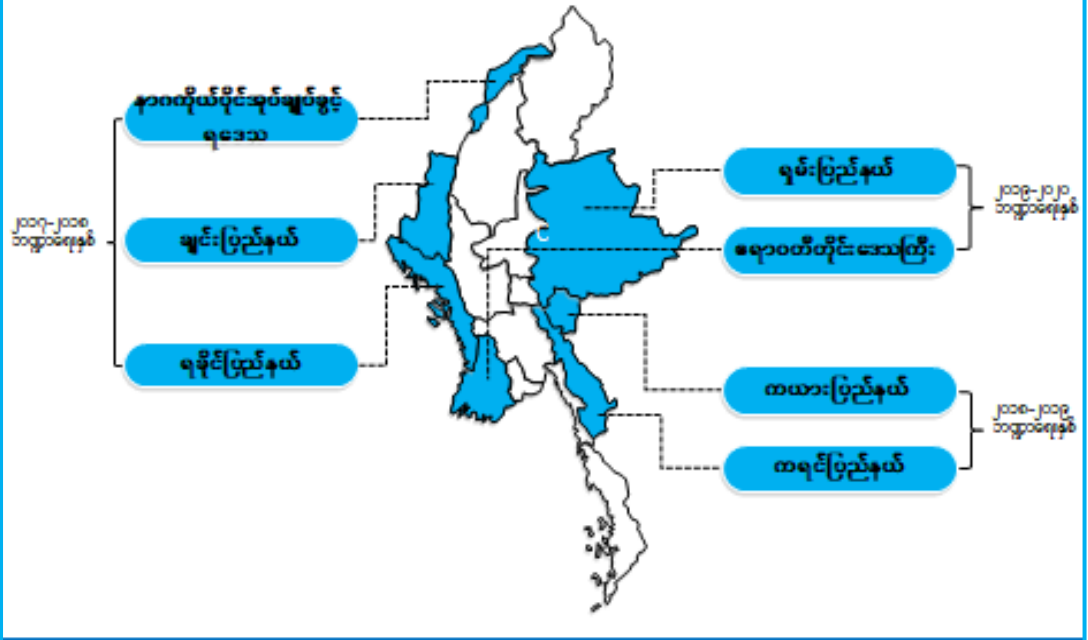 နာဂကိုယ်ပိုင်အုပ်ချုပ်ခွင့်
ရဒေသ
ချင်းပြည်နယ်
ရခိုင်ပြည်နယ်
၂၀၁၇-၂၀၁၈
ဘဏ္ဍာရေးနှစ်
ရှမ်းပြည်နယ်
ဧရာဝတီတိုင်းဒေသကြီး
၂၀၁၉-၂၀၂၀
ဘဏ္ဍာရေးနှစ်
ကယားပြည်နယ်
ကရင်ပြည်နယ်
၂၀၁၈-၂၀၁၉
ဘဏ္ဍာရေးနှစ်